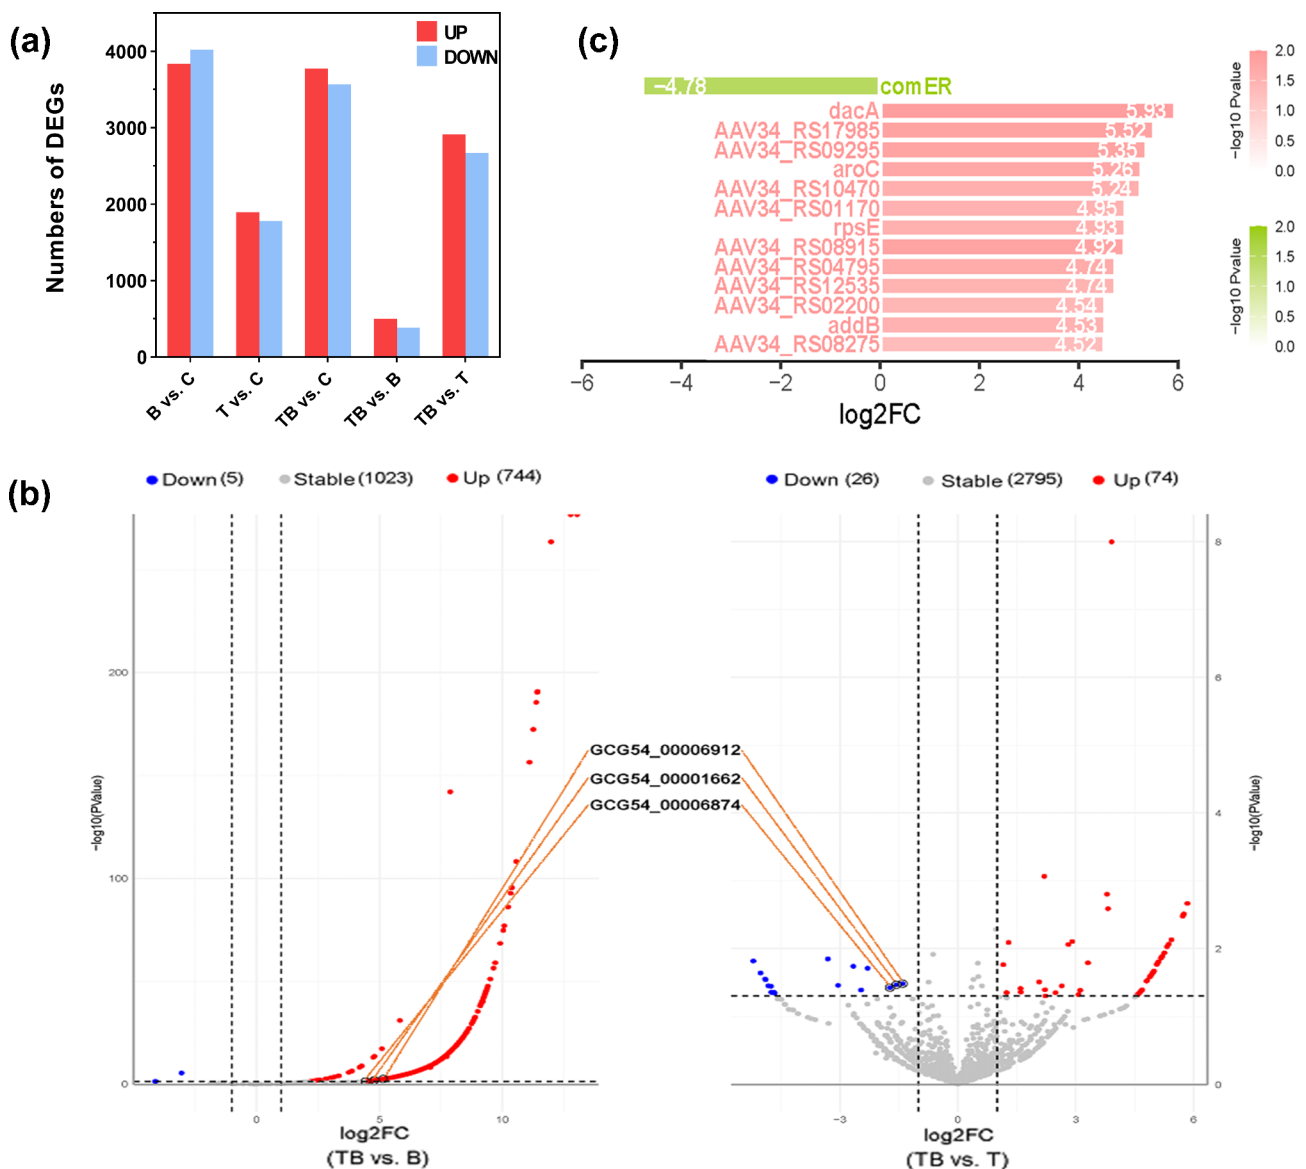 (a)
UP
DOWN
Numbers of DEGs
4000
3000
2000
1000
0
B vs. C
T vs. C
TB vs. C
TB vs. B
TB vs. T
(c)
−4.78
comER
dacA 5.93
AAV34_RS17985 5.52
AAV34_RS09295 5.35
aroC 5.26
AAV34_RS10470 5.24
AAV34_RS01170 4.95
rpsE 4.93
AAV34_RS08915 4.92
AAV34_RS04795 4.74
AAV34_RS12535 4.74
AAV34_RS02200 4.54
addB 4.53
AAV34_RS08275 4.52
−6 −4 −2 0 2 4 6
log2FC
−log10 Pvalue
2.0
1.5
1.0
0.5
0.0
−log10 Pvalue
2.0
1.5
1.0
0.5
0.0
(b)
Down (5) Stable (1023) Up (744)
−log10(PValue)
200
100
0
0 5 10
log2FC
(TB vs. B)
GCG54_00006912
GCG54_00001662
GCG54_00006874
Down (26) Stable (2795) Up (74)
8
6
4
2
0
−log10(PValue)
−3 0 3 6
log2FC
(TB vs. T)